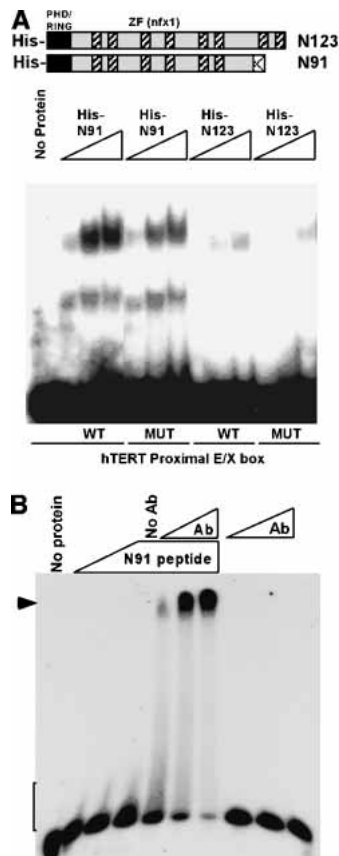 A
PHD/
RING
ZF (nfx1)
His-
N123
His-
N91
No Protein
His-
N91
His-
N91
His-
N123
His-
N123
WT
MUT
WT
MUT
hTERT Proximal E/X box
B
No protein
No Ab
Ab
Ab
N91 peptide